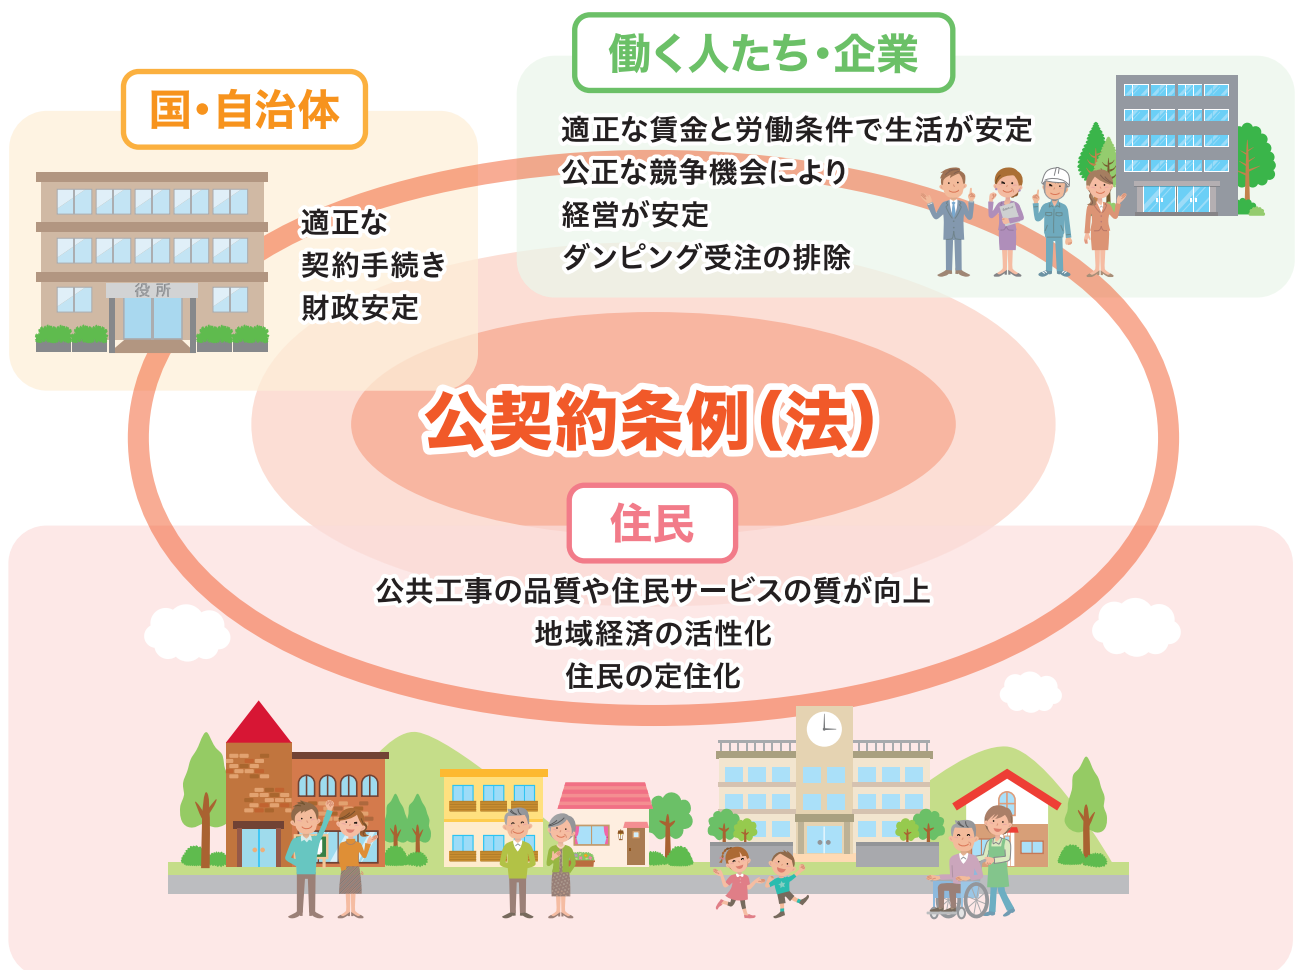 国・自治体
役所
適正な
契約手続き
財政安定
働く人たち・企業
適正な賃金と労働条件で生活が安定
公正な競争機会により
経営が安定
ダンピング受注の排除
公契約条例(法)
住民
公共工事の品質や住民サービスの質が向上
地域経済の活性化
住民の定住化